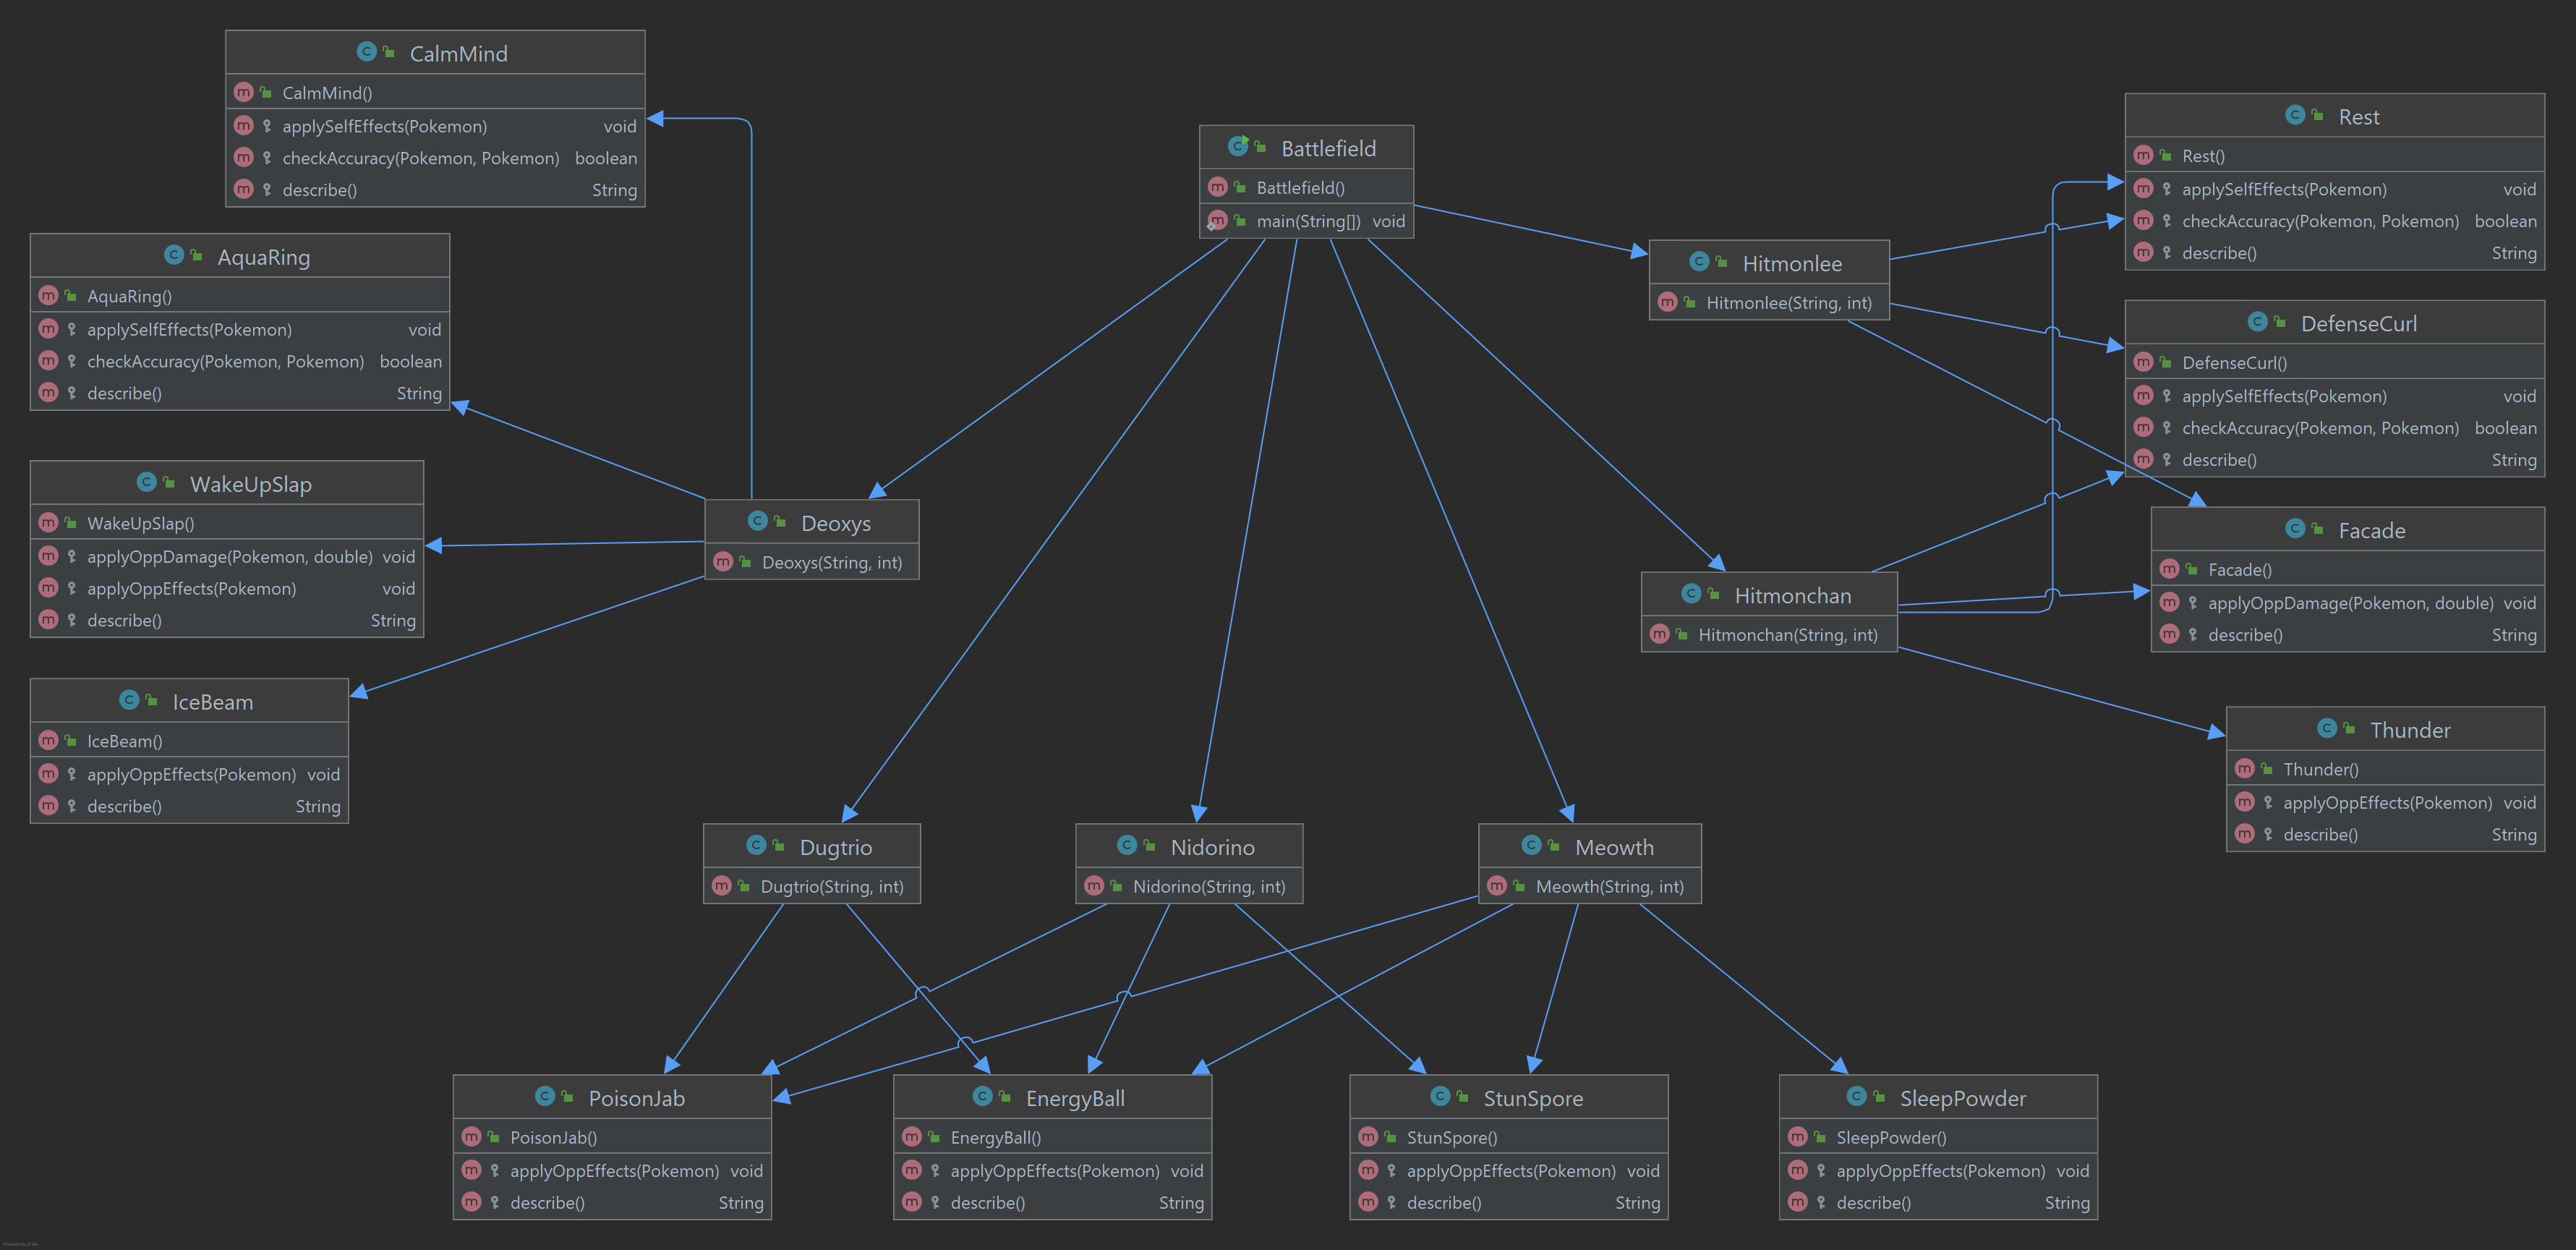 CalmMind
CalmMind()
applySelfEffects(Pokemon) void
checkAccuracy(Pokemon, Pokemon) boolean
describe() String
AquaRing
AquaRing()
applySelfEffects(Pokemon) void
checkAccuracy(Pokemon, Pokemon) boolean
describe() String
WakeUpSlap
WakeUpSlap()
applyOppDamage(Pokemon, double) void
applyOppEffects(Pokemon) void
describe() String
IceBeam
IceBeam()
applyOppEffects(Pokemon) void
describe() String
Battlefield
Battlefield()
main(String[]) void
Deoxys
Deoxys(String, int)
Hitmonlee
Hitmonlee(String, int)
Hitmonchan
Hitmonchan(String, int)
Rest
Rest()
applySelfEffects(Pokemon) void
checkAccuracy(Pokemon, Pokemon) boolean
describe() String
DefenseCurl
DefenseCurl()
applySelfEffects(Pokemon) void
checkAccuracy(Pokemon, Pokemon) boolean
describe() String
Facade
Facade()
applyOppDamage(Pokemon, double) void
describe() String
Thunder
Thunder()
applyOppEffects(Pokemon) void
describe() String
Dugtrio
Dugtrio(String, int)
Nidorino
Nidorino(String, int)
Meowth
Meowth(String, int)
PoisonJab
PoisonJab()
applyOppEffects(Pokemon) void
describe() String
EnergyBall
EnergyBall()
applyOppEffects(Pokemon) void
describe() String
StunSpore
StunSpore()
applyOppEffects(Pokemon) void
describe() String
SleepPowder
SleepPowder()
applyOppEffects(Pokemon) void
describe() String
Powered by yFiles